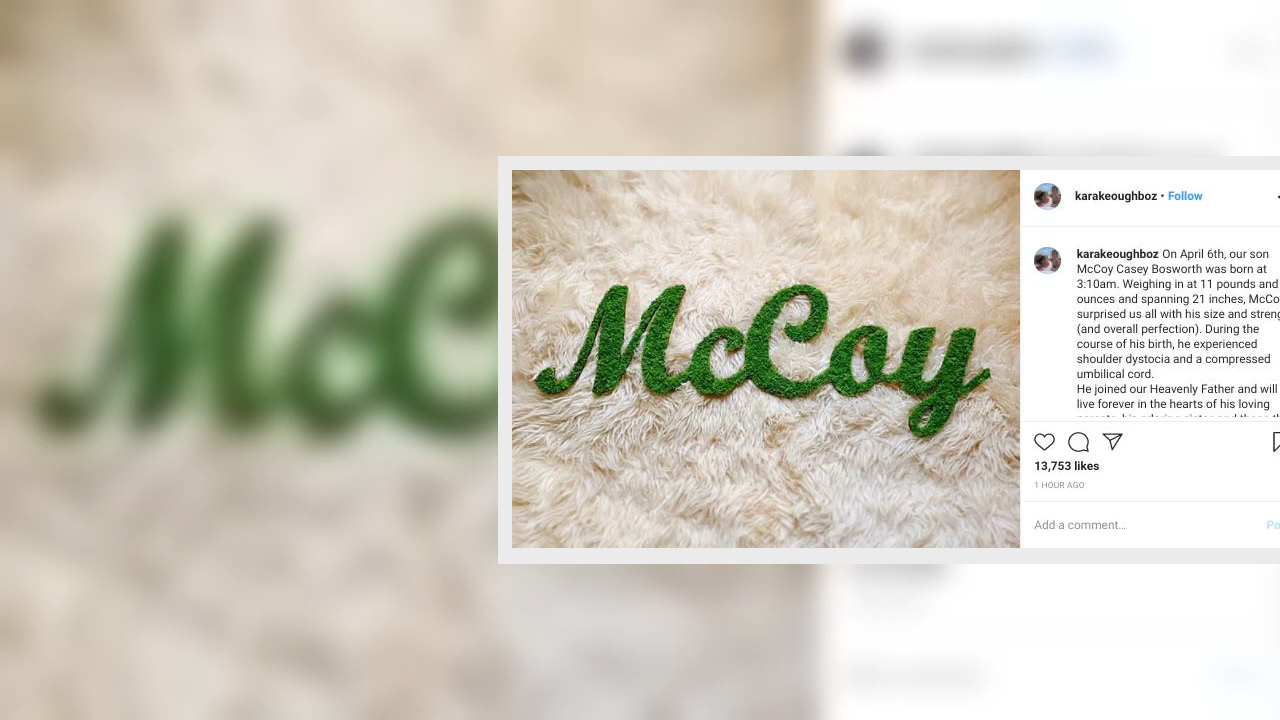 McCoy
karakeoughboz • Follow
karakeoughboz On April 6th, our son
McCoy Casey Bosworth was born at
3:10am. Weighing in at 11 pounds and
ounces and spanning 21 inches, McCo
surprised us all with his size and streng
(and overall perfection). During the
course of his birth, he experienced
shoulder dystocia and a compressed
umbilical cord.
He joined our Heavenly Father and will
live forever in the hearts of his loving
13,753 likes
1 HOUR AGO
Add a comment...
Po